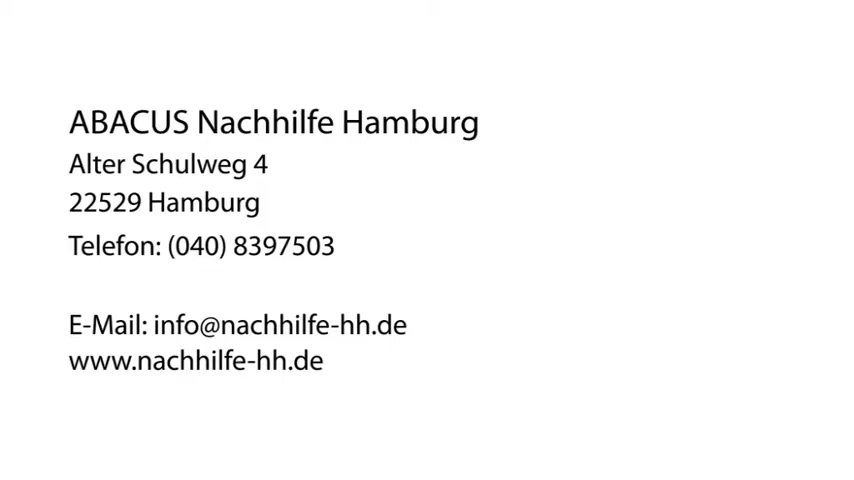 ABACUS Nachhilfe Hamburg
Alter Schulweg 4
22529 Hamburg
Telefon: (040) 8397503
E-Mail: info@nachhilfe-hh.de
www.nachhilfe-hh.de